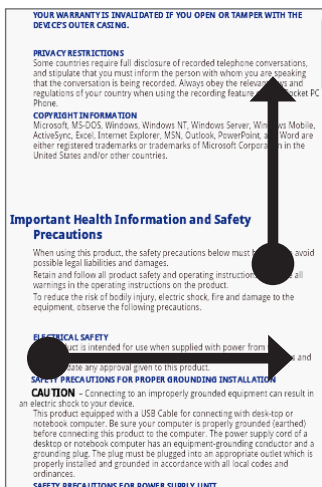 YOUR WARRANTY IS INVALIDATED IF YOU OPEN OR TAMPER WITH THE
DEVICE'S OUTER CASING.
PRIVACY RESTRICTIONS
Some countries require full disclosure of recorded telephone conversations,
and stipulate that you must inform the person with whom you are speaking
that the conversation is being recorded. Always obey the relevant and
regulations of your country when using the recording feature PC
Phone.
COPYRIGHT INFORMATION
Microsoft, MS-DOS, Windows, Windows NT, Windows Server, Mobile,
ActiveSync, Excel, Internet Explorer, MSN, Outlook, PowerPoint, Word are
either registered trademarks or trademarks of Microsoft in the
United States and/or other countries.
Important Health Information and Safety
Precautions
When using this product, the safety precautions below must avoid
possible legal liabilities and damages.
Retain and follow all product safety and operating all
warnings in the operating instructions on the product.
To reduce the risk of bodily injury, electric shock, fire and damage to the
equipment, observe the following precautions.
ELECTRICAL SAFETY
is intended for use when supplied with power from
and
any approval given to this product.
SAFETY PRECAUTIONS FOR PROPER GROUNDING INSTALLATION
CAUTION – Connecting to an improperly grounded equipment can result in
an electric shock to your device.
This product equipped with a USB Cable for connecting with desk-top or
notebook computer. Be sure your computer is properly grounded (earthed)
before connecting this product to the computer. The power supply cord of a
desktop or notebook computer has an equipment-grounding conductor and a
grounding plug. The plug must be plugged into an appropriate outlet which is
properly installed and grounded in accordance with all local codes and
ordinances.
SAFETY PRECAUTIONS FOR POWER SUPPLY UNIT